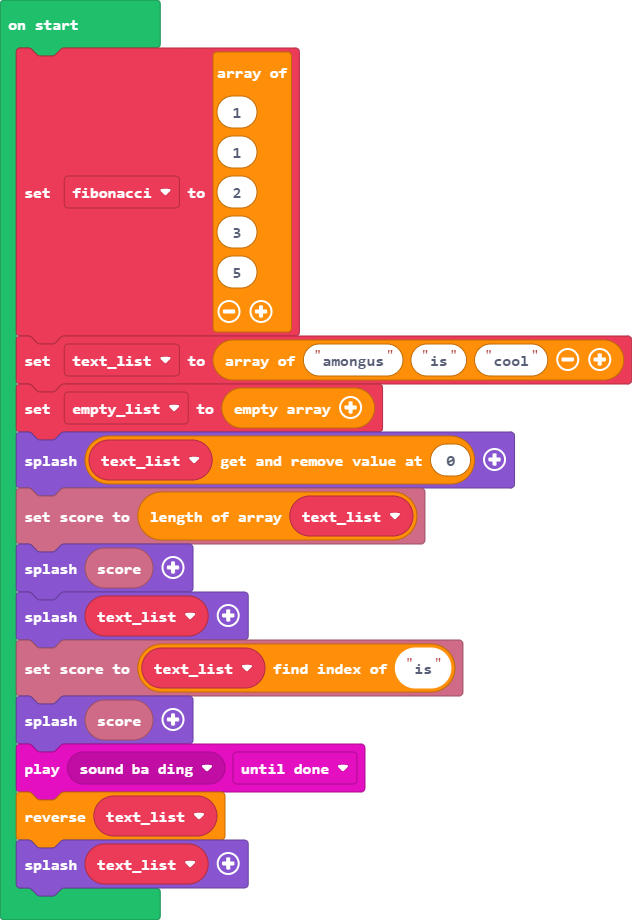 on start
array of
1
1
2
set fibonacci to
3
5
set text_list to array of "amongus" "is" "cool"
set empty_list to empty array
splash text_list get and remove value at 0
set score to length of array text_list
splash score
splash text_list
set score to text_list find index of "is"
splash score
play sound ba ding until done
reverse text_list
splash text_list